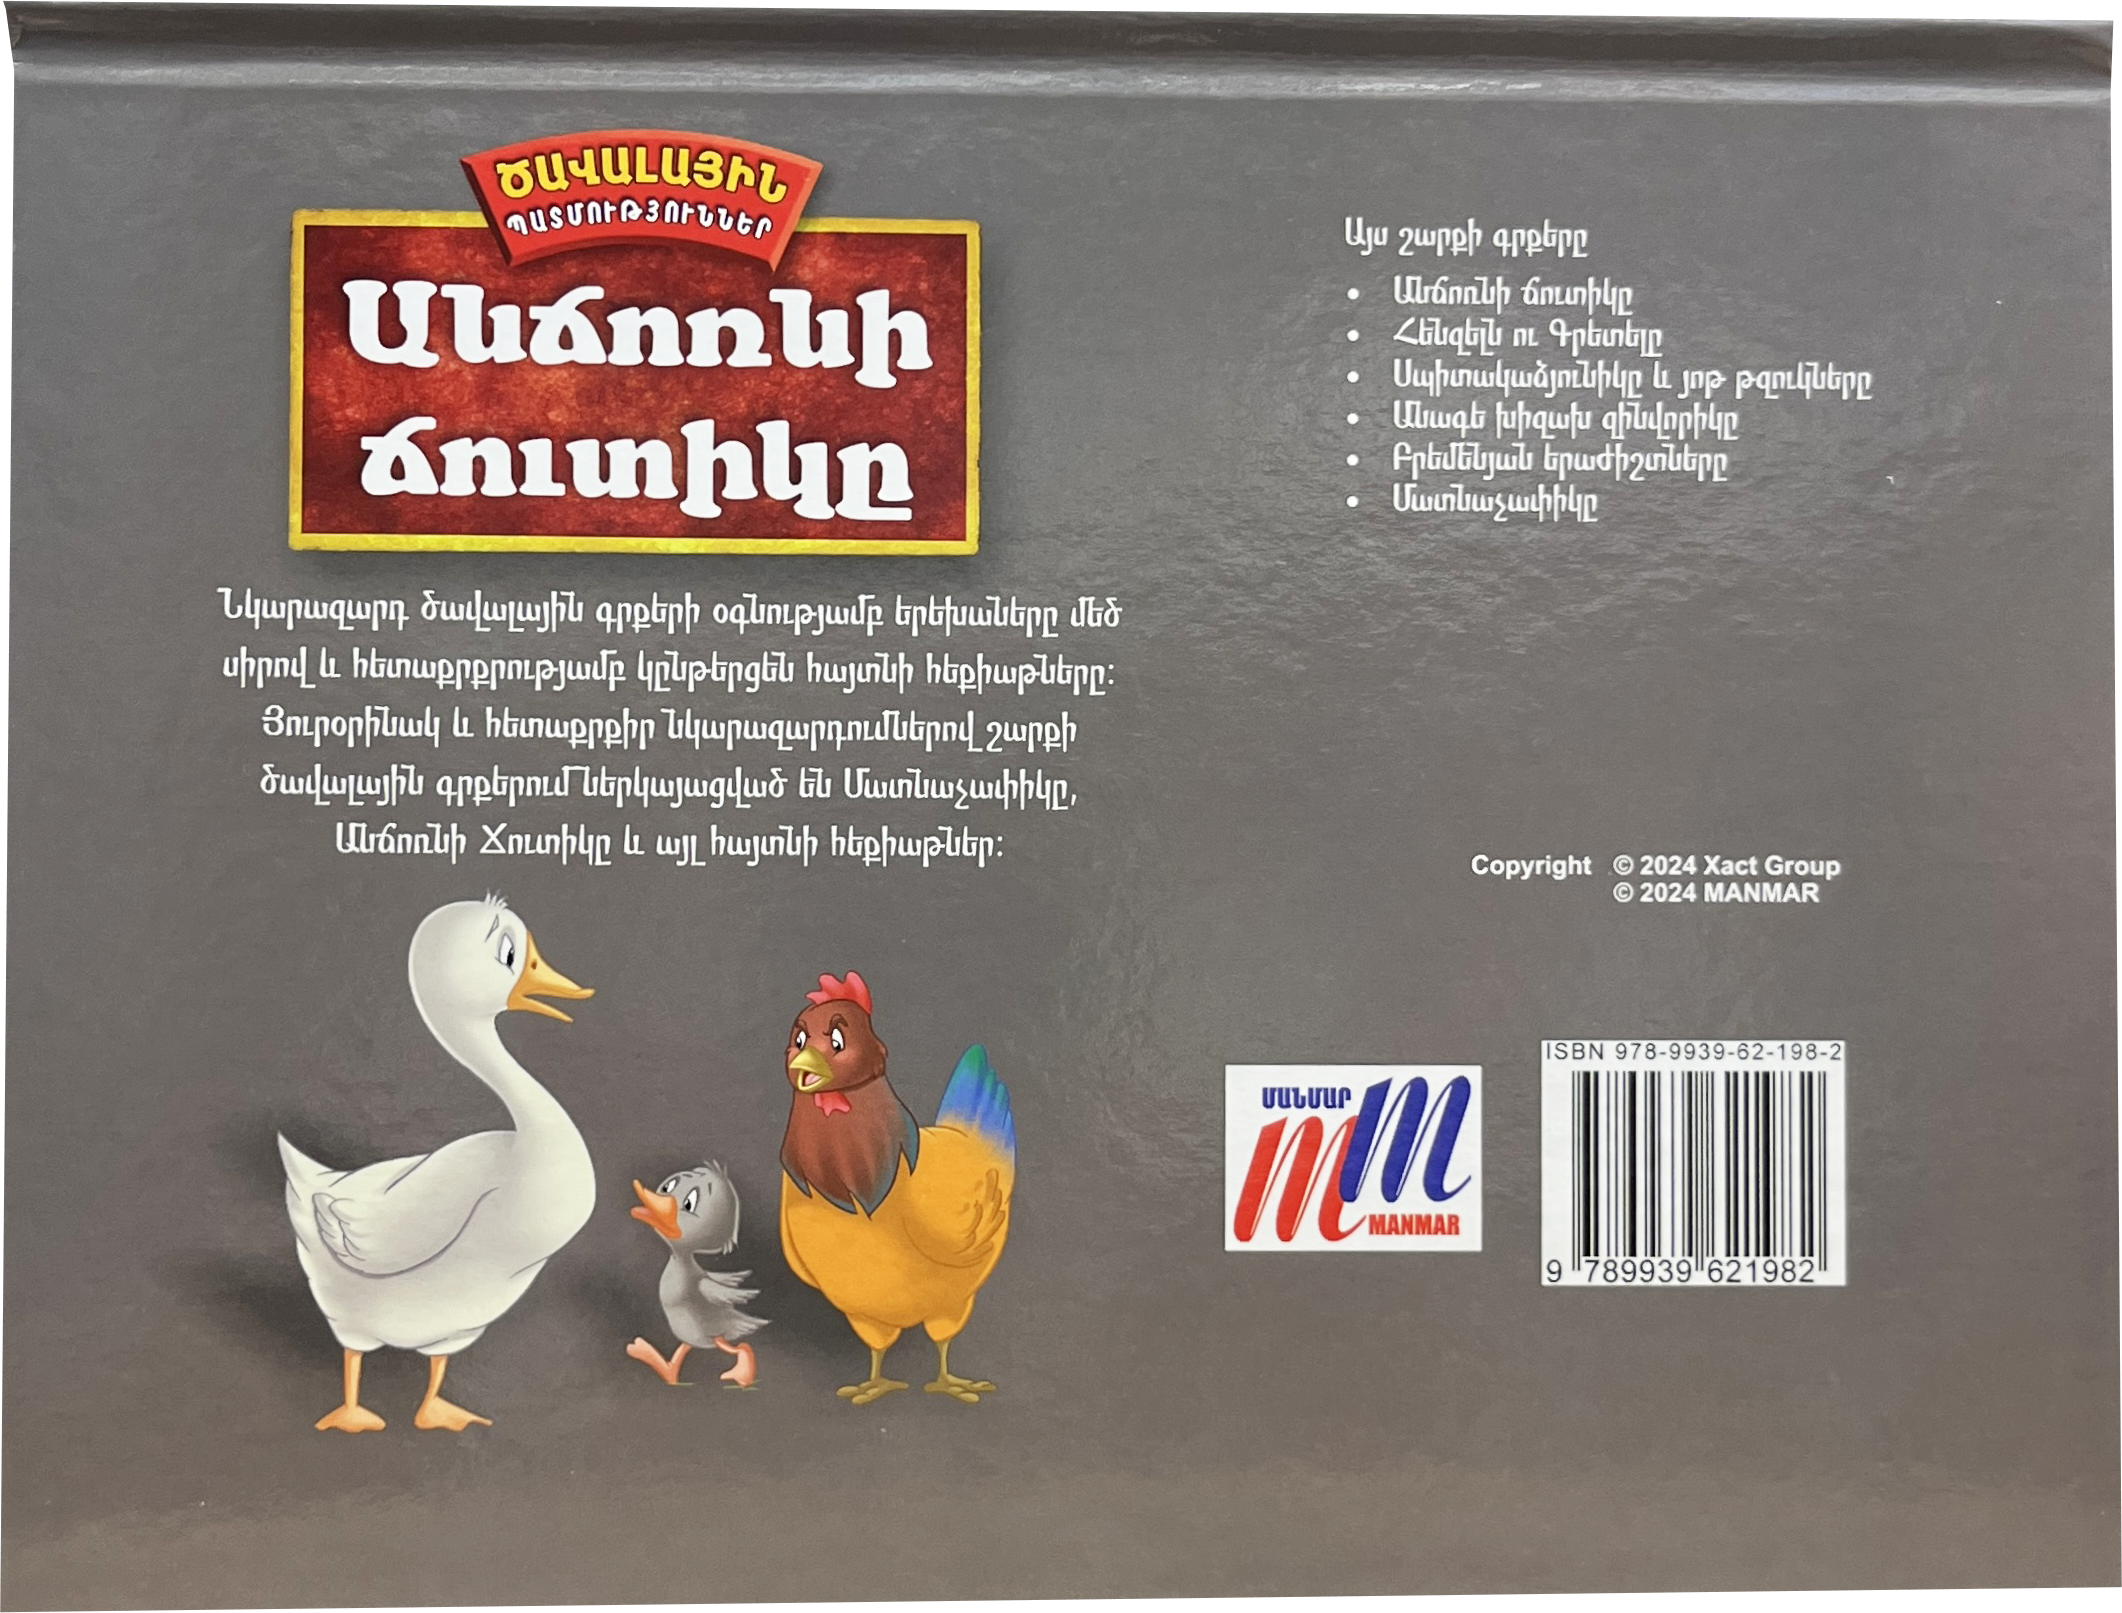 ԾԱՎԱԼԱՅԻՆ
ՊԱՏՄՈՒԹՅՈՒՆՆԵՐ
Անճոռնի
ճուտիկը
Նկարազարդ ծավալային գրքերի օգնությամբ երեխաները մեծ
սիրով և հետաքրքրությամբ կընթերցեն հայտնի հեքիաթները:
Յուրօրինակ և հետաքրքիր նկարազարդումներով շարքի
ծավալային գրքերում ներկայացված են Մատնաչափիկը,
Անճոռնի Ճուտիկը և այլ հայտնի հեքիաթներ:
Այս շարքի գրքերը
• Անճոռնի ճուտիկը
• Հենզելն ու Գրետելը
• Սպիտակաձյունիկը և յոթ թզուկները
• Անագե խիզախ զինվորիկը
• Բրեմենյան երաժիշտները
• Մատնաչափիկը
Copyright © 2024 Xact Group
© 2024 MANMAR
ՄԱՆՄԱՐ
MANMAR
ISBN 978-9939-62-198-2
9 789939 621982